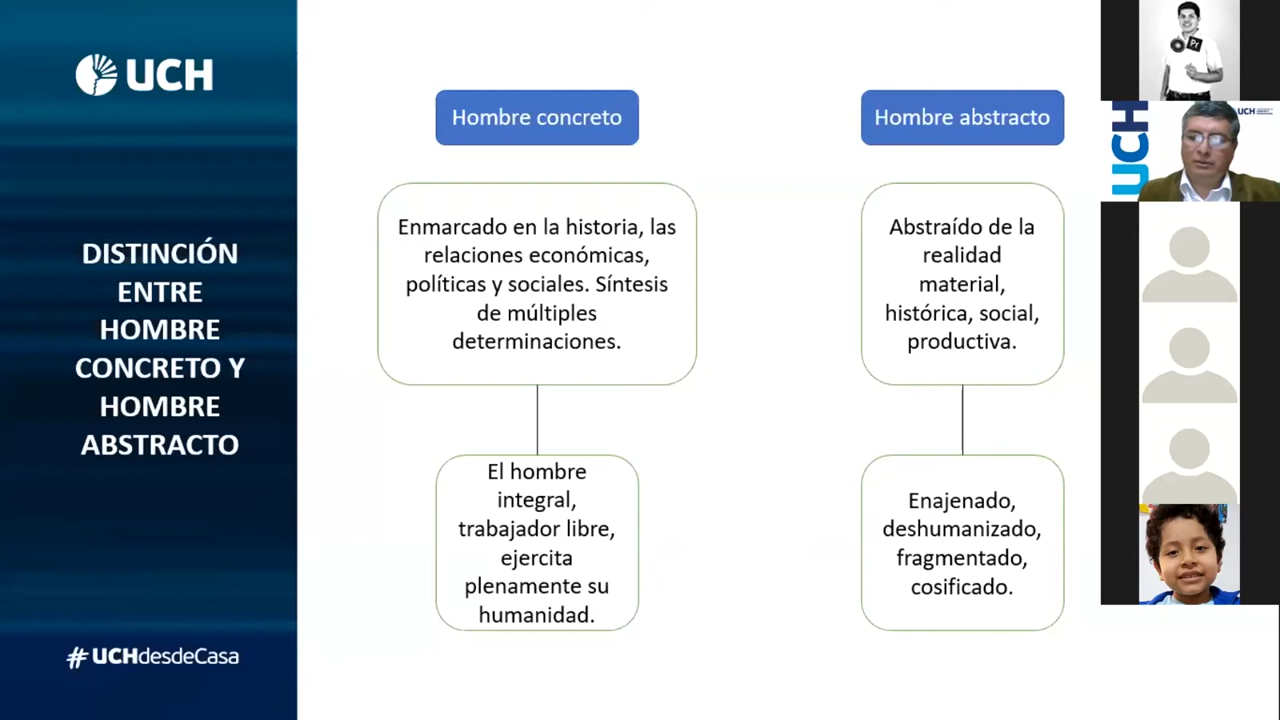 UCH
DISTINCIÓN
ENTRE
HOMBRE
CONCRETO Y
HOMBRE
ABSTRACTO
#UCHdesdeCasa
Hombre concreto
Enmarcado en la historia, las
relaciones económicas,
políticas y sociales. Síntesis
de múltiples
determinaciones.
El hombre
integral,
trabajador libre,
ejercita
plenamente su
humanidad.
Hombre abstracto
Abstraído de la
realidad
material,
histórica, social,
productiva.
Enajenado,
deshumanizado,
fragmentado,
cosificado.
Pr
UCH
UCH